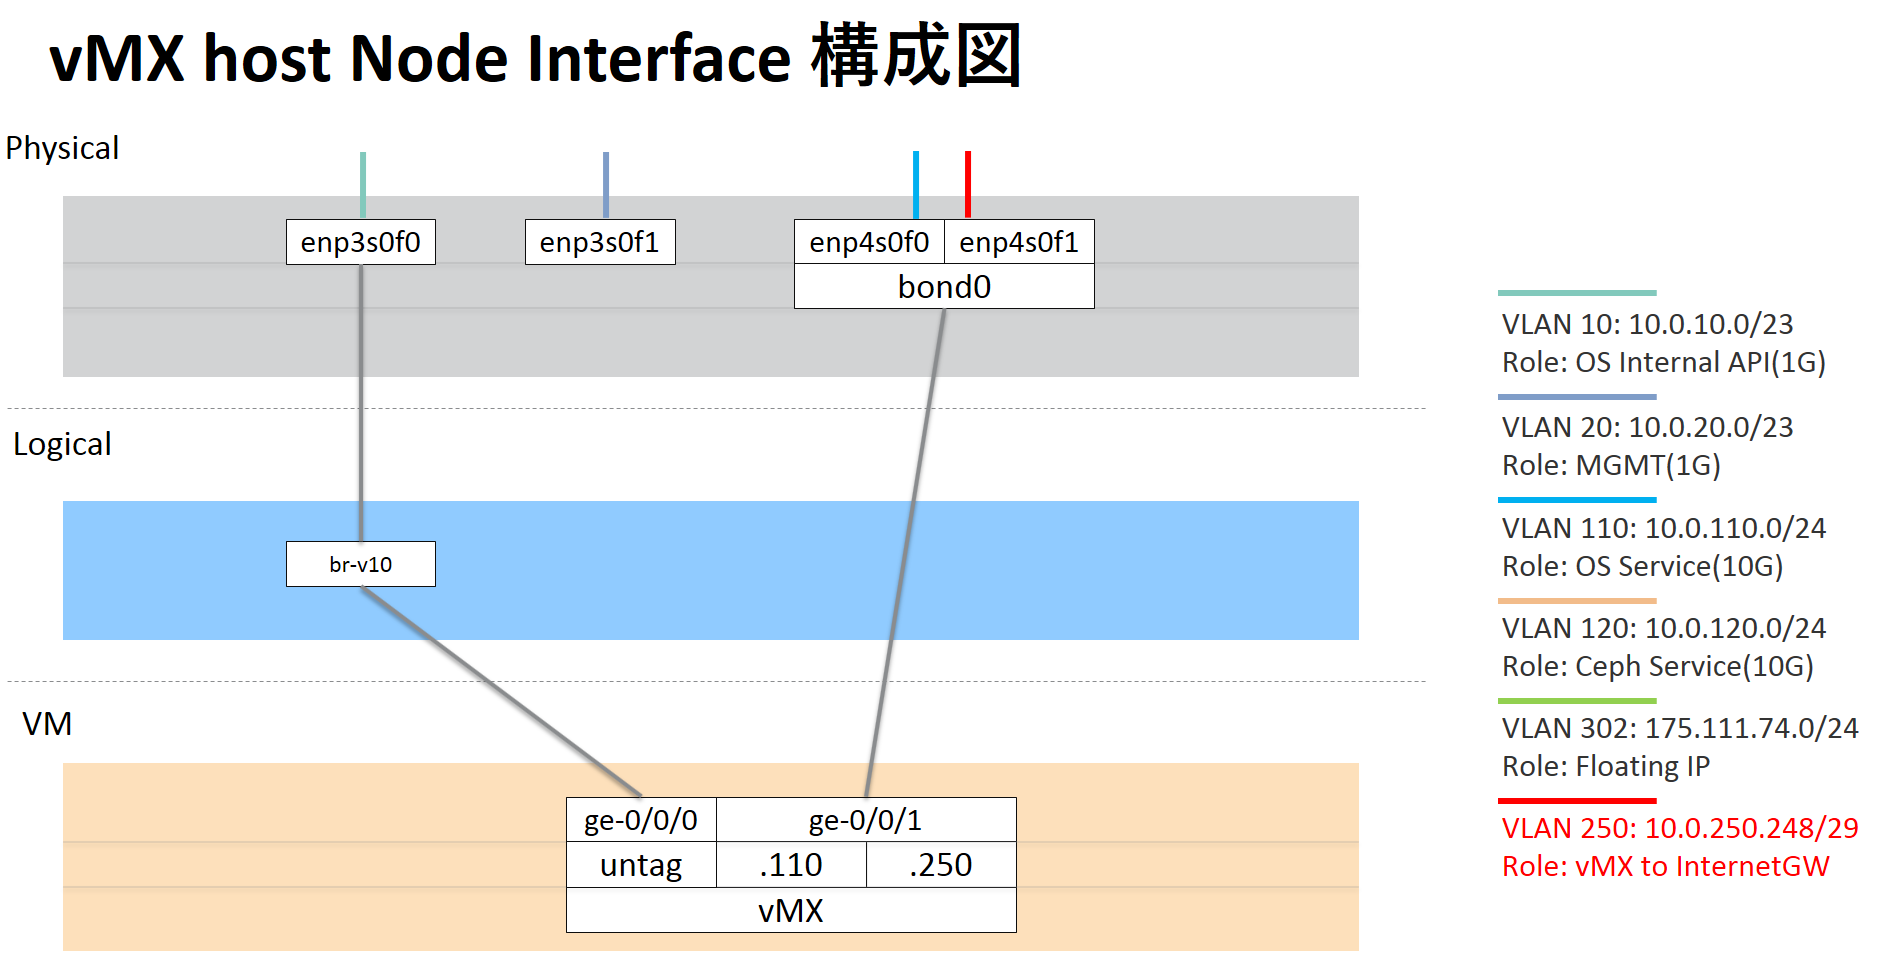 vMX host Node Interface 構成図
Physical
enp3s0f0
enp3s0f1
enp4s0f0
enp4s0f1
bond0
Logical
br-v10
VM
ge-0/0/0
ge-0/0/1
untag
.110
.250
vMX
VLAN 10: 10.0.10.0/23
Role: OS Internal API(1G)
VLAN 20: 10.0.20.0/23
Role: MGMT(1G)
VLAN 110: 10.0.110.0/24
Role: OS Service(10G)
VLAN 120: 10.0.120.0/24
Role: Ceph Service(10G)
VLAN 302: 175.111.74.0/24
Role: Floating IP
VLAN 250: 10.0.250.248/29
Role: vMX to InternetGW